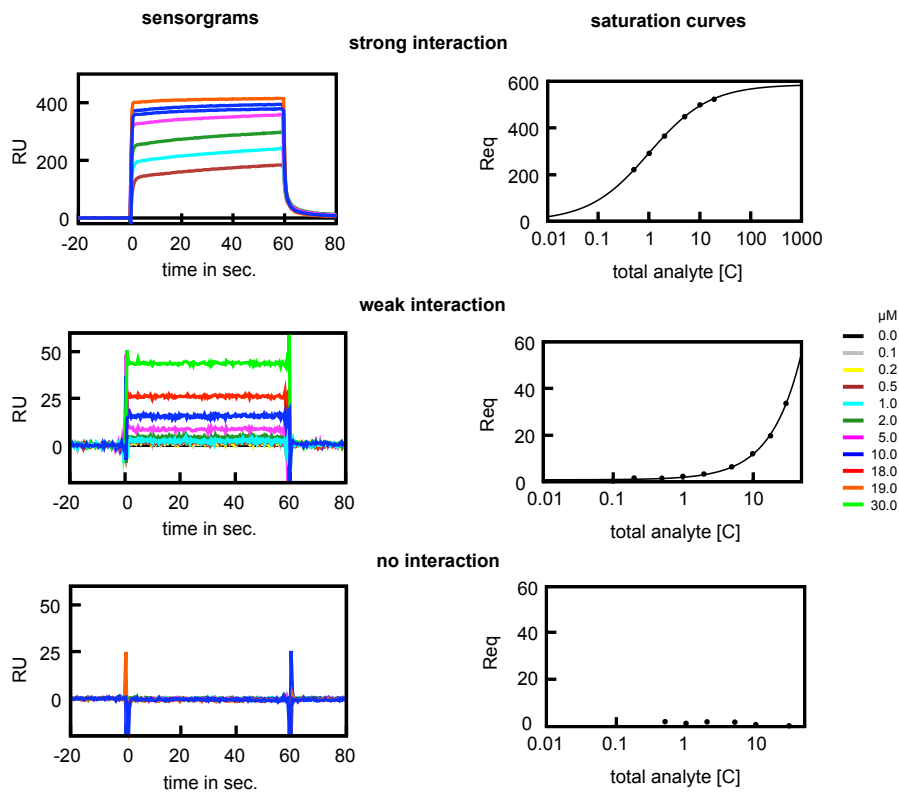 sensorgrams
saturation curves
strong interaction
RU
400
200
0
-20 0 20 40 60 80
time in sec.
Req
600
400
200
0
0.01 0.1 1 10 100 1000
total analyte [C]
weak interaction
RU
50
25
0
-20 0 20 40 60 80
time in sec.
Req
60
40
20
0
0.01 0.1 1 10
total analyte [C]
µM
0.0
0.1
0.2
0.5
1.0
2.0
5.0
10.0
18.0
19.0
30.0
no interaction
RU
50
25
0
-20 0 20 40 60 80
time in sec.
Req
60
40
20
0
0.01 0.1 1 10
total analyte [C]